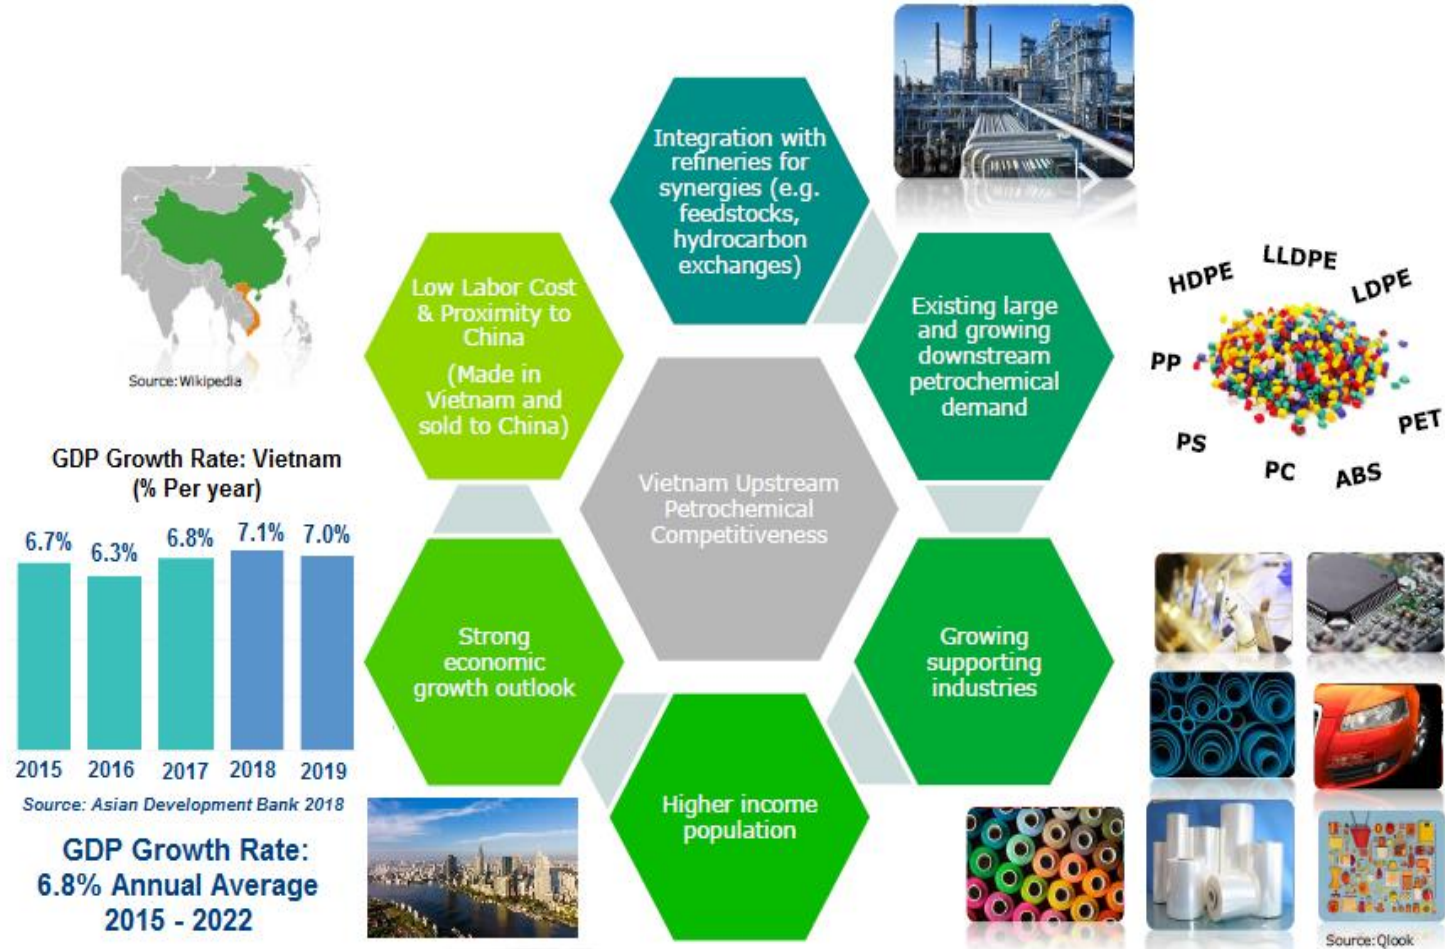 Integration with
refineries for
synergies (e.g.
feedstocks,
hydrocarbon
exchanges)
Low Labor Cost
& Proximity to
China
(Made in
Vietnam and
sold to China)
Existing large
and growing
downstream
petrochemical
demand
Vietnam Upstream
Petrochemical
Competitiveness
Strong
economic
growth outlook
Growing
supporting
industries
Higher income
population
Source:Wikipedia
GDP Growth Rate: Vietnam
(% Per year)
6.7% 6.3% 6.8% 7.1% 7.0%
2015 2016 2017 2018 2019
Source: Asian Development Bank 2018
GDP Growth Rate:
6.8% Annual Average
2015 - 2022
HDPE
LLDPE
LDPE
PP
PET
PS
PC
ABS
Source:Qlook